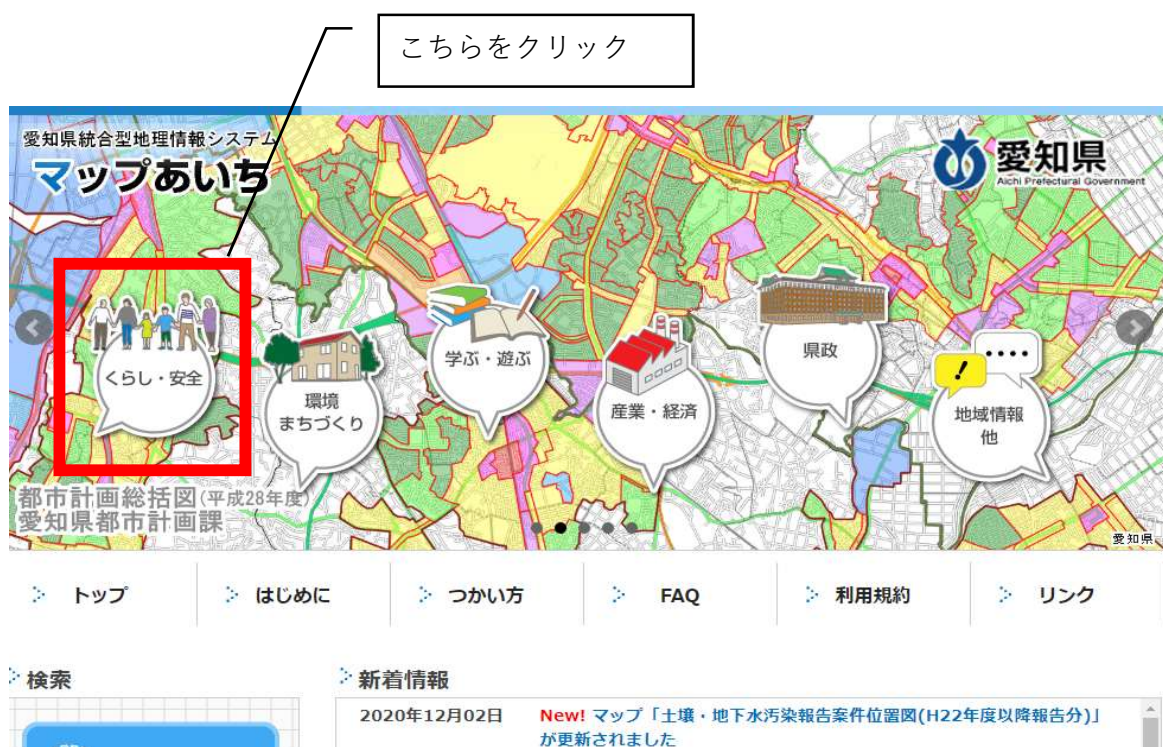 こちらをクリック
愛知県統合型地理情報システム
マップあいち
愛知県
Aichi Prefectural Government
くらし・安全
環境
まちづくり
学ぶ・遊ぶ
産業・経済
県政
地域情報
他
都市計画総括図(平成28年度)
愛知県都市計画課
愛知県
トップ
はじめに
つかい方
FAQ
利用規約
リンク
検索
新着情報
2020年12月02日 New! マップ「土壌・地下水汚染報告案件位置図(H22年度以降報告分)」
が更新されました